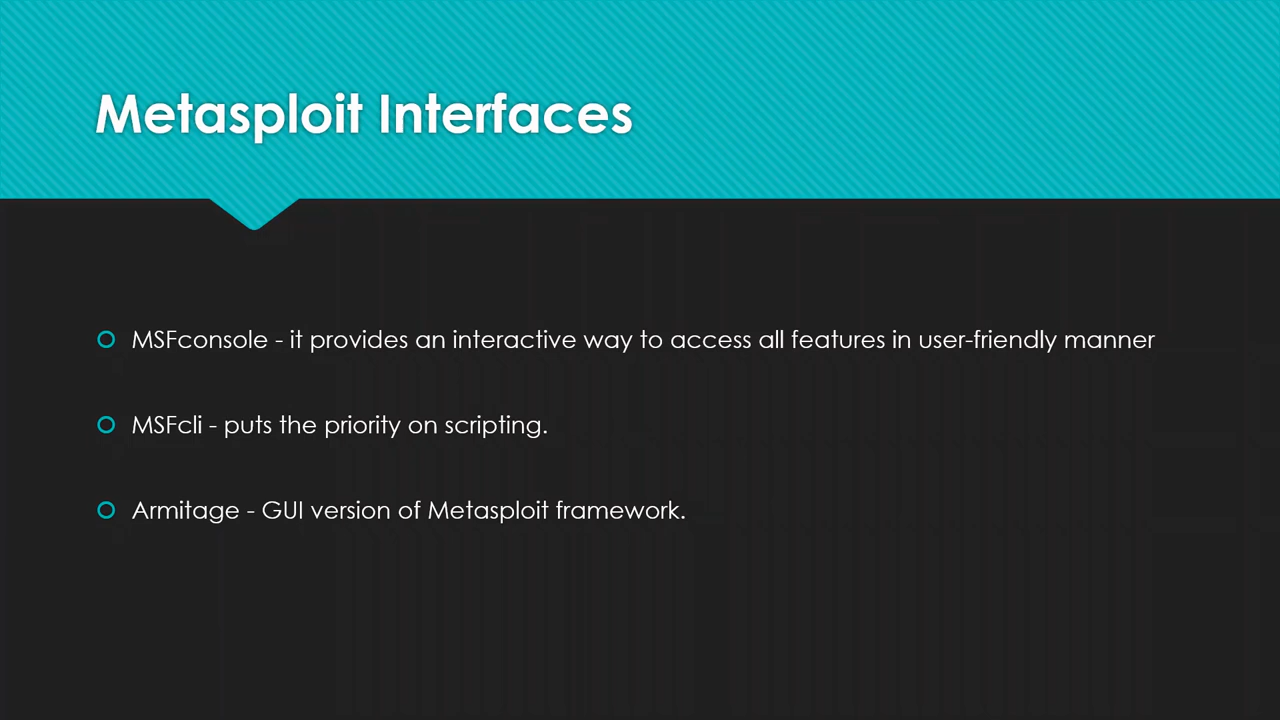 Metasploit Interfaces
MSFconsole - it provides an interactive way to access all features in user-friendly manner
MSFcli - puts the priority on scripting.
Armitage - GUI version of Metasploit framework.